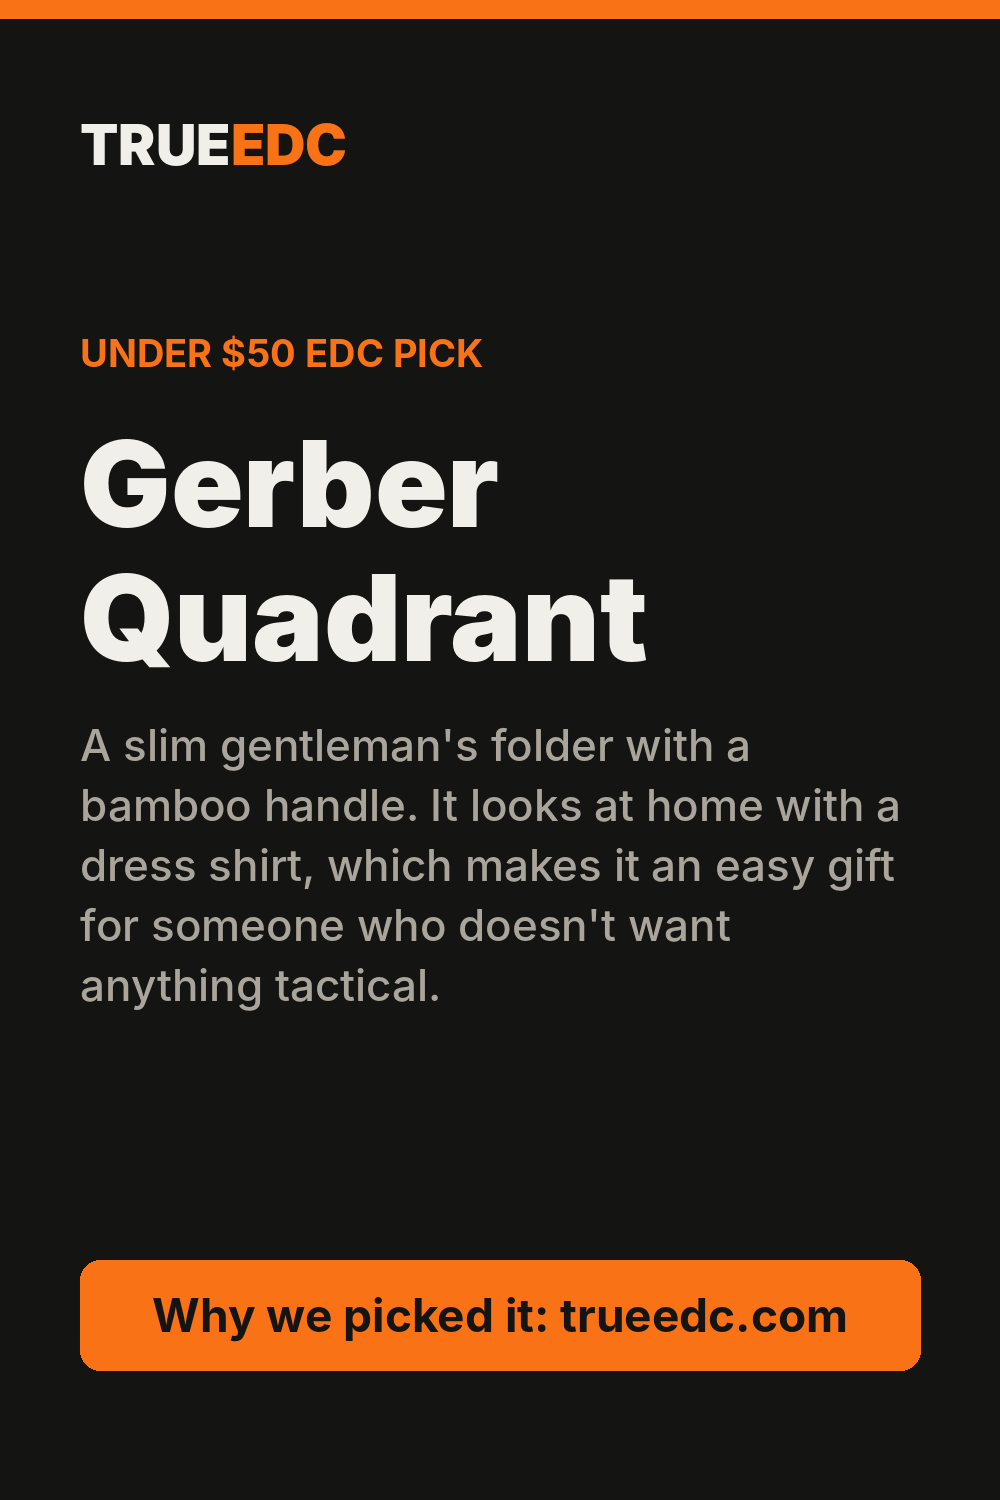 TRUEEDC
UNDER $50 EDC PICK
Gerber
Quadrant
A slim gentleman's folder with a
bamboo handle. It looks at home with a
dress shirt, which makes it an easy gift
for someone who doesn't want
anything tactical.
Why we picked it: trueedc.com